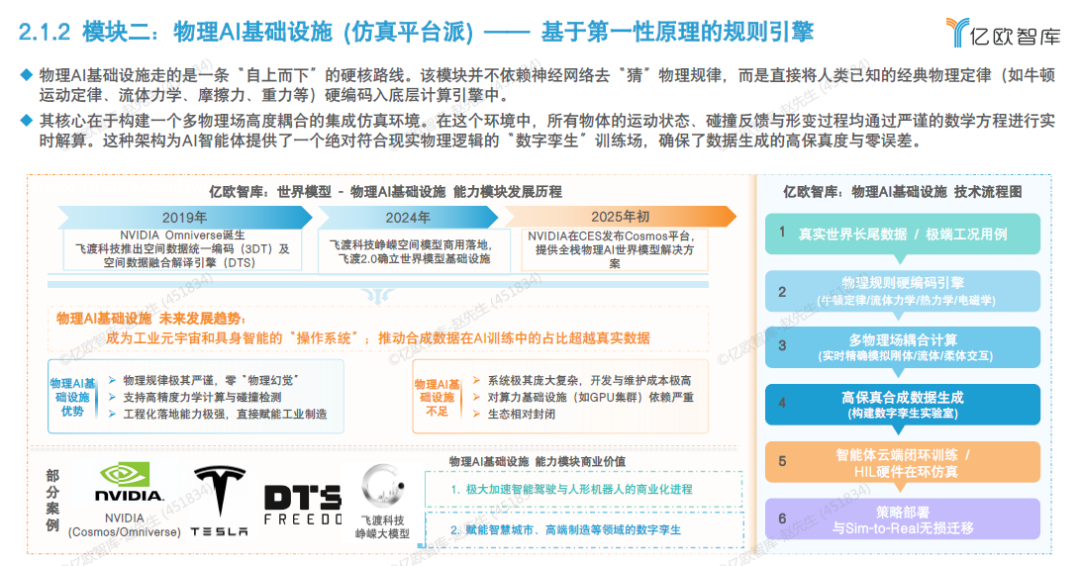 2.1.2 模块二：物理AI基础设施 (仿真平台派) —— 基于第一性原理的规则引擎
亿欧智库
物理AI基础设施走的是一条“自上而下”的硬核路线。该模块并不依赖神经网络去“猜”物理规律，而是直接将人类已知的经典物理定律（如牛顿
运动定律、流体力学、摩擦力、重力等）硬编码入底层计算引擎中。
其核心在于构建一个多物理场高度耦合的集成仿真环境。在这个环境中，所有物体的运动状态、碰撞反馈与形变过程均通过严谨的数学方程进行实
时解算。这种架构为AI智能体提供了一个绝对符合现实物理逻辑的“数字孪生”训练场，确保了数据生成的高保真度与零误差。
亿欧智库：世界模型 - 物理AI基础设施 能力模块发展历程
2019年
2024年
2025年初
NVIDIA Omniverse诞生
飞渡科技推出空间数据统一编码（3DT）及
空间数据融合解译引擎（DTS）
飞渡科技峥嵘空间模型商用落地，
飞渡2.0确立世界模型基础设施
NVIDIA在CES发布Cosmos平台，
提供全栈物理AI世界模型解决方
案
物理AI基础设施 未来发展趋势：
成为工业元宇宙和具身智能的“操作系统”；推动合成数据在AI训练中的占比超越真实数据
物理AI基
础设施
优势
物理规律极其严谨，零“物理幻觉”
支持高精度力学计算与碰撞检测
工程化落地能力极强，直接赋能工业制造
物理AI基
础设施
不足
系统极其庞大复杂，开发与维护成本极高
对算力基础设施（如GPU集群）依赖严重
生态相对封闭
部分案例
NVIDIA.
NVIDIA
(Cosmos/Omniverse)
TESLA
DTS
FREEDO
飞渡科技
峥嵘大模型
物理AI基础设施 能力模块商业价值
1. 极大加速智能驾驶与人形机器人的商业化进程
2. 赋能智慧城市、高端制造等领域的数字孪生
亿欧智库：物理AI基础设施 技术流程图
1 真实世界长尾数据 / 极端工况用例
2 物理规则硬编码引擎
(牛顿定律/流体力学/热力学/电磁学)
3 多物理场耦合计算
(实时精确模拟刚体/流体/柔体交互)
4 高保真合成数据生成
(构建数字孪生实验室)
5 智能体云端闭环训练 /
HIL硬件在环仿真
6 策略部署
与Sim-to-Real无损迁移
©亿欧智库-赵先生 (451834)